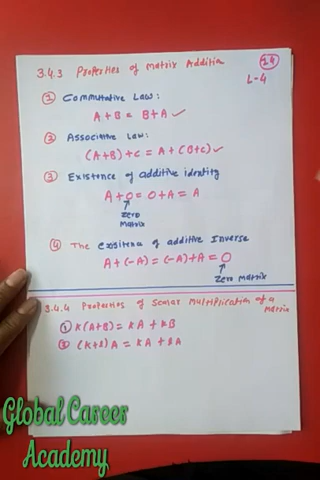 14
3.4.3 Properties of Matrix Addition
L-4
① Commutative Law:
A + B = B + A ✓
② Associative Law:
(A+B) + C = A + (B+C) ✓
③ Existence of additive identity
A + O = O + A = A
↑
Zero
Matrix
④ The exisitena of additive Inverse
A + (-A) = (-A) + A = O
↑
Zero Matrix
3.4.4 Properties of Scalar Multiplication of a
Matrix
① K(A+B) = KA + KB
② (K+l) A = KA + lA
Global Career
Academy